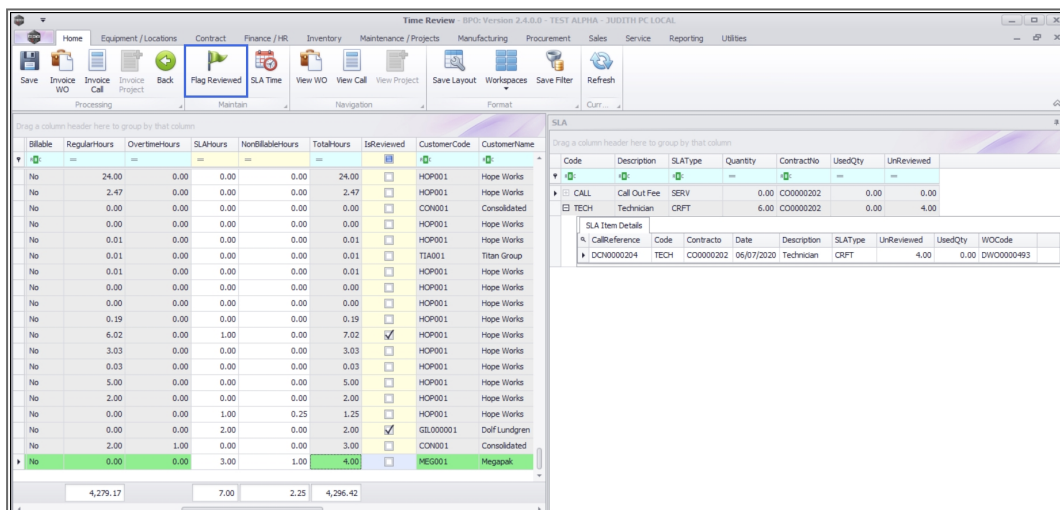 Time Review - BPO: Version 2.4.0.0 - TEST ALPHA - JUDITH PC LOCAL
Home Equipment / Locations Contract Finance / HR Inventory Maintenance / Projects Manufacturing Procurement Sales Service Reporting Utilities
Save Invoice WO Invoice Call Invoice Project Back Flag Reviewed SLA Time View WO View Call View Project Save Layout Workspaces Save Filter Refresh
Processing Maintain Navigation Format Curr...
Drag a column header here to group by that column
Billable RegularHours OvertimeHours SLAHours NonBillableHours TotalHours IsReviewed CustomerCode CustomerName
= = = = =
No 24.00 0.00 0.00 0.00 24.00 HOP001 Hope Works
No 2.47 0.00 0.00 0.00 2.47 HOP001 Hope Works
No 0.00 0.00 0.00 0.00 0.00 CON001 Consolidated
No 0.00 0.00 0.00 0.00 0.00 HOP001 Hope Works
No 0.01 0.00 0.00 0.00 0.01 HOP001 Hope Works
No 0.01 0.00 0.00 0.00 0.01 TIA001 Titan Group
No 0.01 0.00 0.00 0.00 0.01 HOP001 Hope Works
No 0.01 0.00 0.00 0.00 0.01 HOP001 Hope Works
No 0.00 0.00 0.00 0.00 0.00 HOP001 Hope Works
No 0.19 0.00 0.00 0.00 0.19 HOP001 Hope Works
No 6.02 0.00 1.00 0.00 7.02 HOP001 Hope Works
No 3.03 0.00 0.00 0.00 3.03 HOP001 Hope Works
No 0.03 0.00 0.00 0.00 0.03 HOP001 Hope Works
No 5.00 0.00 0.00 0.00 5.00 HOP001 Hope Works
No 2.00 0.00 0.00 0.00 2.00 HOP001 Hope Works
No 0.00 0.00 1.00 0.25 1.25 HOP001 Hope Works
No 0.00 0.00 2.00 0.00 2.00 GIL000001 Dolf Lundgren
No 2.00 1.00 0.00 0.00 3.00 CON001 Consolidated
No 0.00 0.00 3.00 1.00 4.00 MEG001 Megapak
4,279.17 7.00 2.25 4,296.42
SLA
Drag a column header here to group by that column
Code Description SLAType Quantity ContractNo UsedQty UnReviewed
= = =
CALL Call Out Fee SERV 0.00 CO0000202 0.00 0.00
TECH Technician CRFT 6.00 CO0000202 0.00 4.00
SLA Item Details
CallReference Code Contracto Date Description SLAType UnReviewed UsedQty WOCode
DCN0000204 TECH CO0000202 06/07/2020 Technician CRFT 4.00 0.00 DWO0000493